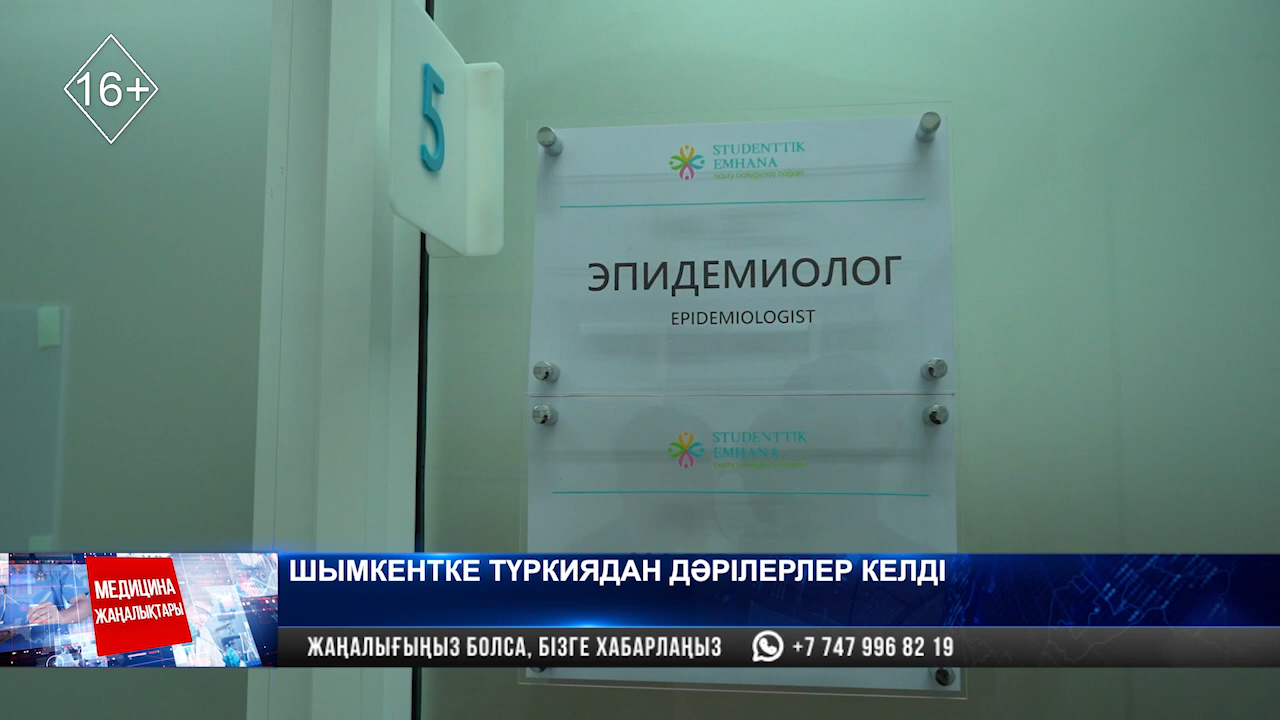 16+
5
STUDENTTIK
EMHANA
ЭПИДЕМИОЛОГ
EPIDEMIOLOGIST
STUDENTTIK
EMHANA
МЕДИЦИНА
ЖАҢАЛЫҚТАРЫ
ШЫМКЕНТКЕ ТҮРКИЯДАН ДӘРІЛЕРЛЕР КЕЛДІ
ЖАҢАЛЫҒЫҢЫЗ БОЛСА, БІЗГЕ ХАБАРЛАҢЫЗ +7 747 996 82 19